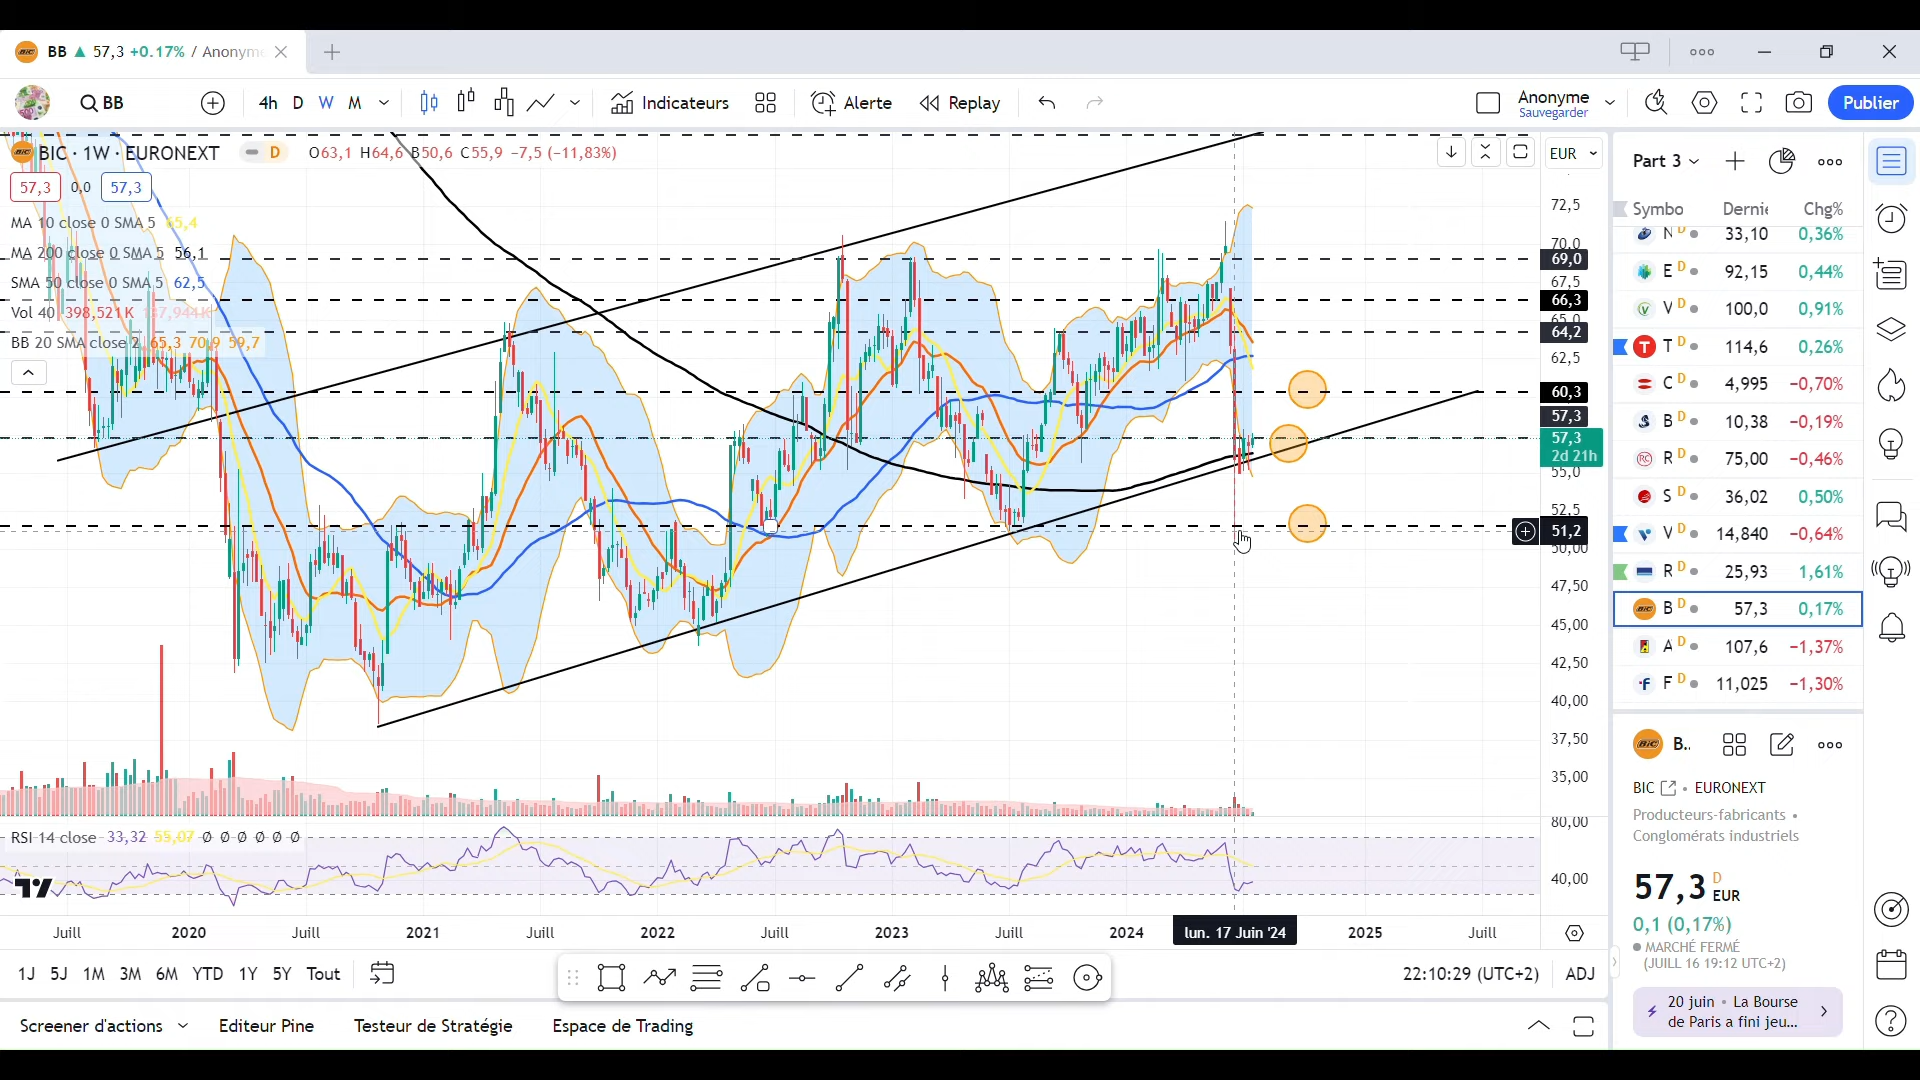 BB ▲ 57,3 +0.17% / Anonyme
BB
4h D W M
Indicateurs
Alerte
Replay
Anonyme
Sauvegarder
Publier
BIC · 1W · EURONEXT
D
O63,1 H64,6 B50,6 C55,9 −7,5 (−11,83%)
EUR
57,3 0,0 57,3
MA 10 close 0 SMA 5 65,4
MA 200 close 0 SMA 5 56,1
SMA 50 close 0 SMA 5 62,5
Vol 40 398,521K
BB 20 SMA close 2 65,3 70,9 59,7
72,5
70,0
69,0
67,5
66,3
65,0
64,2
62,5
60,3
57,3
57,3
2d 21h
55,0
52,5
51,2
50,00
47,50
45,00
42,50
40,00
37,50
35,00
80,00
40,00
RSI 14 close 33,32 55,07 Ø Ø Ø Ø Ø Ø
Juill 2020 Juill 2021 Juill 2022 Juill 2023 Juill 2024 lun. 17 Juin '24 2025 Juill
1J 5J 1M 3M 6M YTD 1Y 5Y Tout
22:10:29 (UTC+2) ADJ
Screener d'actions
Editeur Pine
Testeur de Stratégie
Espace de Trading
Part 3
Symbo Dernie Chg%
N D 33,10 0,36%
E D 92,15 0,44%
V D 100,0 0,91%
T D 114,6 0,26%
C D 4,995 −0,70%
B D 10,38 −0,19%
R D 75,00 −0,46%
S D 36,02 0,50%
V D 14,840 −0,64%
R D 25,93 1,61%
B D 57,3 0,17%
A D 107,6 −1,37%
F D 11,025 −1,30%
B..
BIC • EURONEXT
Producteurs-fabricants •
Conglomérats industriels
57,3 D EUR
0,1 (0,17%)
MARCHÉ FERMÉ
(JUILL 16 19:12 UTC+2)
20 juin • La Bourse
de Paris a fini jeu...